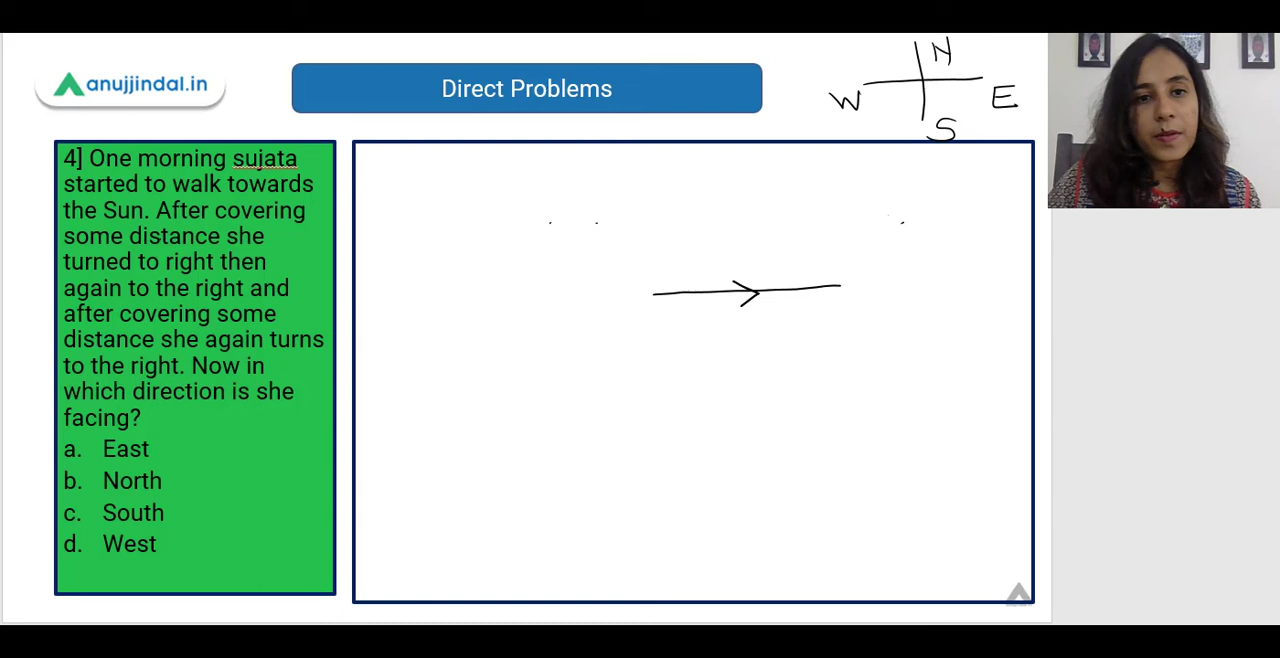 anujjindal.in
Direct Problems
N
W
E
S
4] One morning sujata
started to walk towards
the Sun. After covering
some distance she
turned to right then
again to the right and
after covering some
distance she again turns
to the right. Now in
which direction is she
facing?
a. East
b. North
c. South
d. West